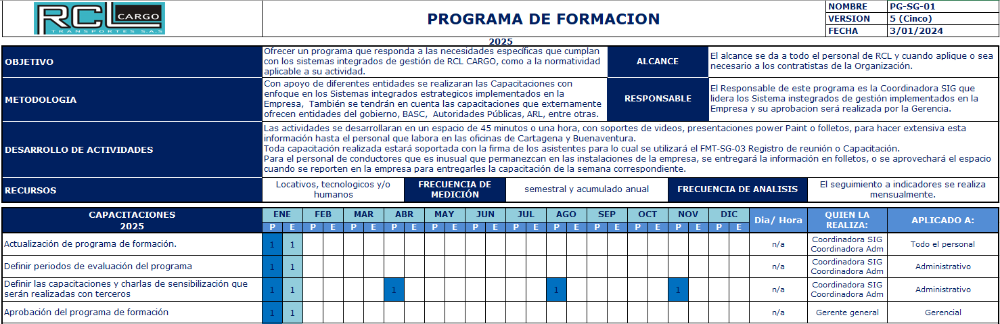 RCL CARGO
TRANSPORTES S.A.S
PROGRAMA DE FORMACION
2025
NOMBRE PG-SG-01
VERSION 5 (Cinco)
FECHA 3/01/2024
OBJETIVO
Ofrecer un programa que responda a las necesidades específicas que cumplan
con los sistemas integrados de gestión de RCL CARGO, como a la normatividad
aplicable a su actividad.
ALCANCE
El alcance se da a todo el personal de RCL y cuando aplique o sea
necesario a los contratistas de la Organización.
METODOLOGIA
Con apoyo de diferentes entidades se realizaran las Capacitaciones con
enfoque en los Sistemas integrados estrategicos implementados en la
Empresa, También se tendrán en cuenta las capacitaciones que externamente
ofrecen entidades del gobierno, BASC, Autoridades Públicas, ARL, entre otras.
RESPONSABLE
El Responsable de este programa es la Coordinadora SIG que
lidera los Sistema instegrados de gestión implementados en la
Empresa y su aprobacion será realizada por la Gerencia.
DESARROLLO DE ACTIVIDADES
Las actividades se desarrollaran en un espacio de 45 minutos o una hora, con soportes de videos, presentaciones power Paint o folletos, para hacer extensiva esta
información hasta el personal que labora en las oficinas de Cartagena y Buenaventura.
Toda capacitación realizada estará soportada con la firma de los asistentes para lo cual se utilizará el FMT-SG-03 Registro de reunión o Capacitación.
Para el personal de conductores que es inusual que permanezcan en las instalaciones de la empresa, se entregará la información en folletos, o se aprovechará el espacio
cuando se reporten en la empresa para entregarles la capacitación de la semana correspondiente.
RECURSOS
Locativos, tecnologicos y/o
humanos
FRECUENCIA DE
MEDICIÓN
semestral y acumulado anual
FRECUENCIA DE ANALISIS
El seguimiento a indicadores se realiza
mensualmente.
CAPACITACIONES
2025
ENE FEB MAR ABR MAY JUN JUL AGO SEP OCT NOV DIC
P E P E P E P E P E P E P E P E P E P E P E P E
Dia/ Hora
QUIEN LA
REALIZA:
APLICADO A:
Actualización de programa de formación.
1 1
n/a
Coordinadora SIG
Coordinadora Adm
Todo el personal
Definir periodos de evaluación del programa
1 1
n/a
Coordinadora SIG
Coordinadora Adm
Administrativo
Definir las capacitaciones y charlas de sensibilización que
serán realizadas con terceros
1 1 1 1 1
n/a
Coordinadora SIG
Coordinadora Adm
Administrativo
Aprobación del programa de formación
1 1
n/a
Gerente general
Gerencial